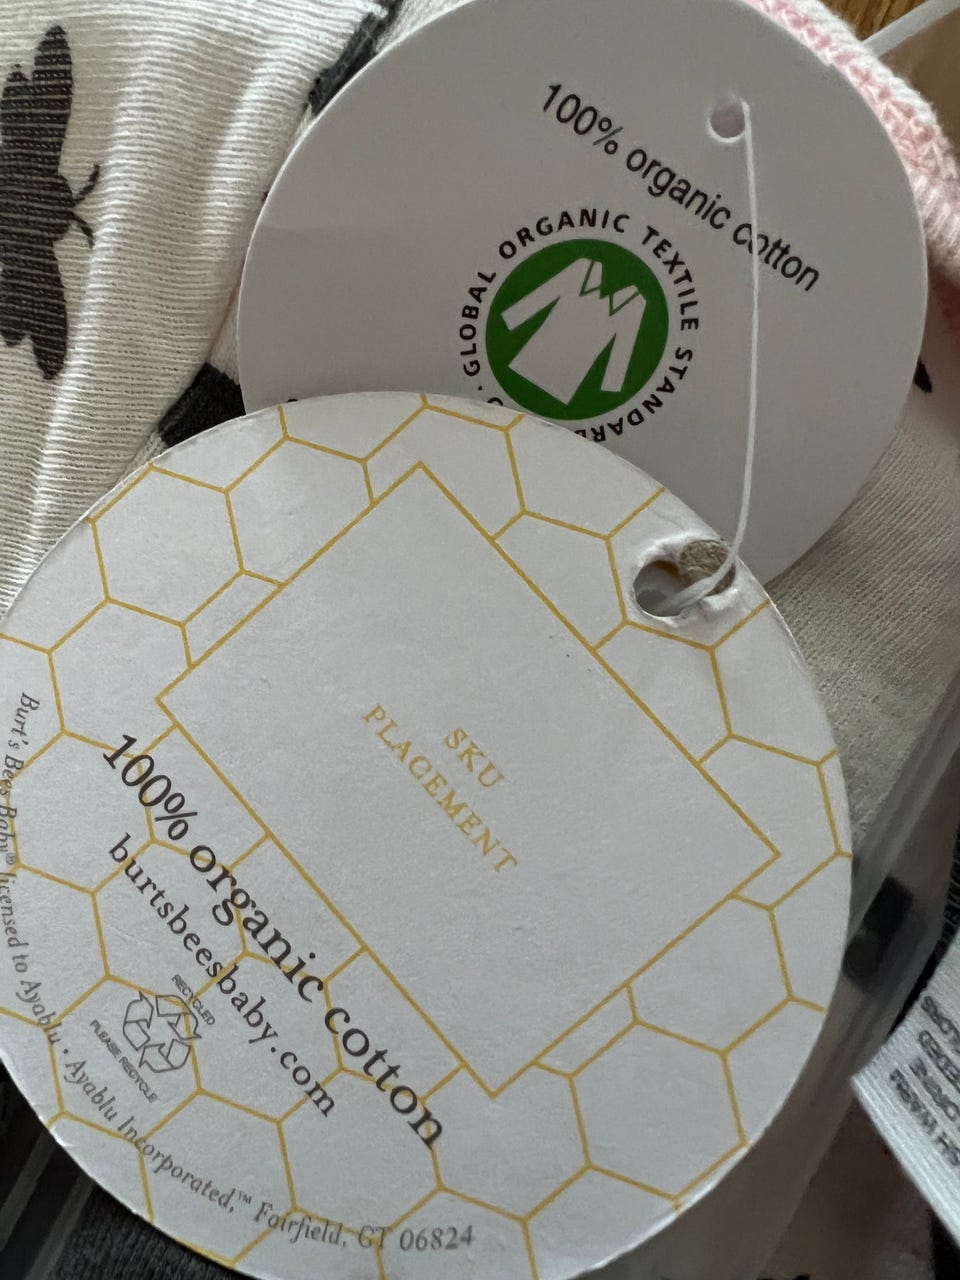 100% organic cotton
GLOBAL ORGANIC TEXTILE STANDARD
SKU
PLACEMENT
100% organic cotton
burtsbeesbaby.com
RECYCLED
PLEASE RECYCLE
Burt's Bees Baby® licensed to Ayablu • Ayablu Incorporated,™ Fairfield, CT 06824